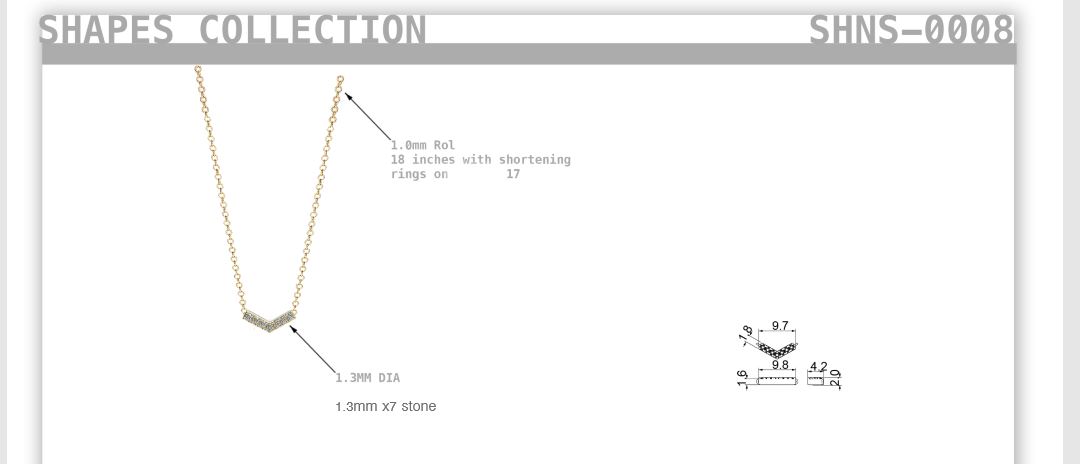 SHAPES COLLECTION SHNS-0008
1.0mm Rol
18 inches with shortening
rings on 17
1.3MM DIA
1.3mm x7 stone
1.8
9.7
9.8
4.2
1.6
2.0